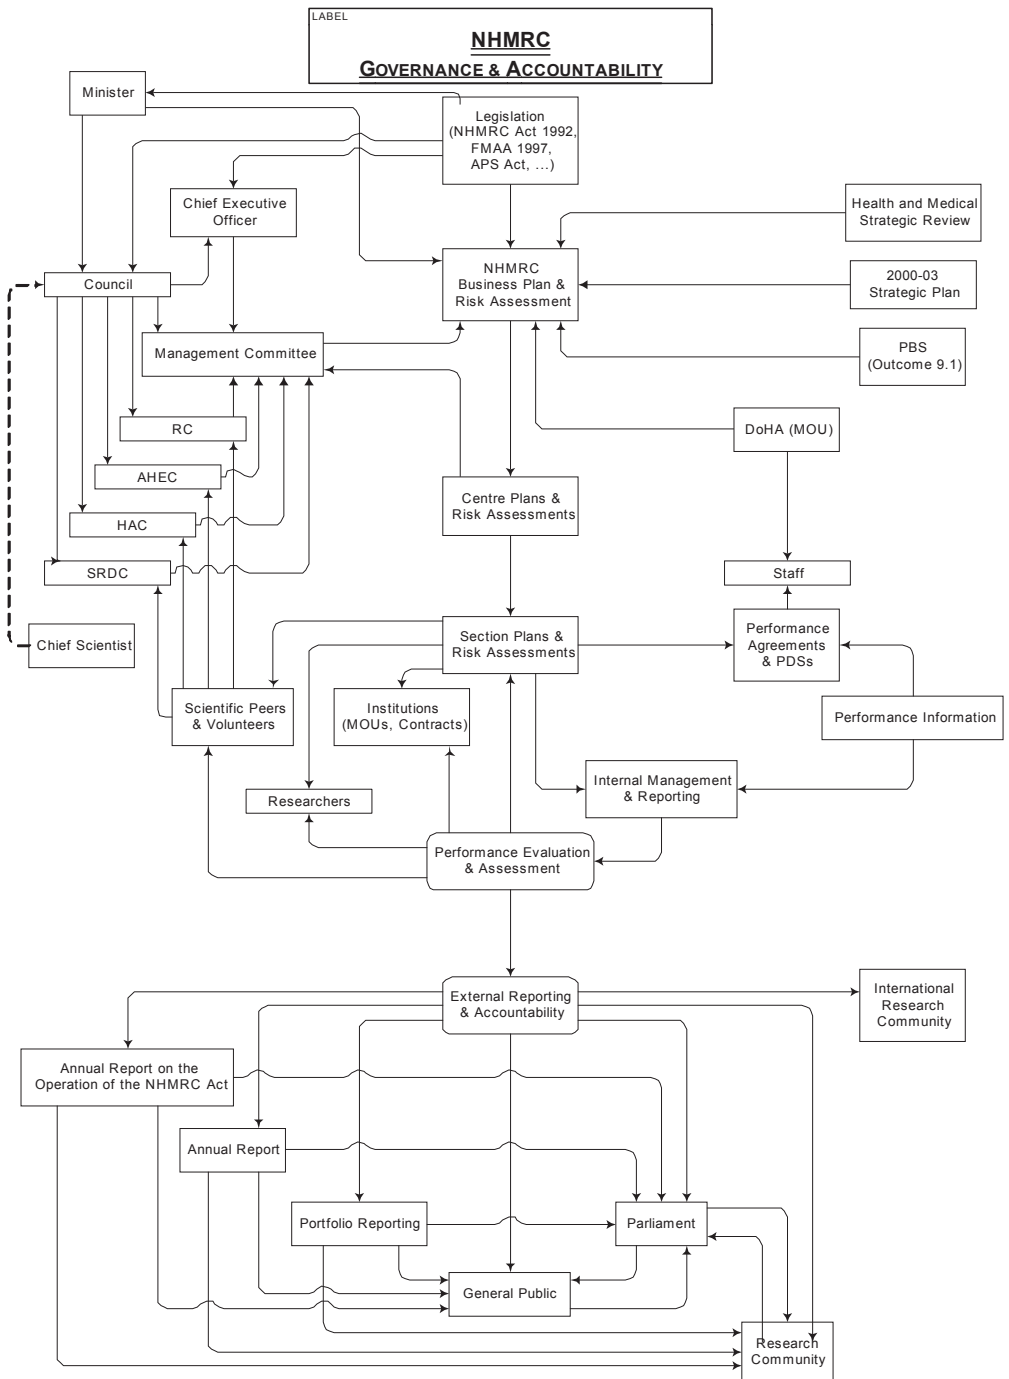 LABEL
NHMRC
GOVERNANCE & ACCOUNTABILITY
Minister
Legislation
(NHMRC Act 1992,
FMAA 1997,
APS Act, ...)
Chief Executive
Officer
Health and Medical
Strategic Review
NHMRC
Business Plan &
Risk Assessment
Council
2000-03
Strategic Plan
Management Committee
PBS
(Outcome 9.1)
RC
DoHA (MOU)
AHEC
Centre Plans &
Risk Assessments
HAC
SRDC
Staff
Chief Scientist
Section Plans &
Risk Assessments
Performance
Agreements
& PDSs
Scientific Peers
& Volunteers
Institutions
(MOUs, Contracts)
Performance Information
Internal Management
& Reporting
Researchers
Performance Evaluation
& Assessment
External Reporting
& Accountability
International
Research
Community
Annual Report on the
Operation of the NHMRC Act
Annual Report
Portfolio Reporting
Parliament
General Public
Research
Community